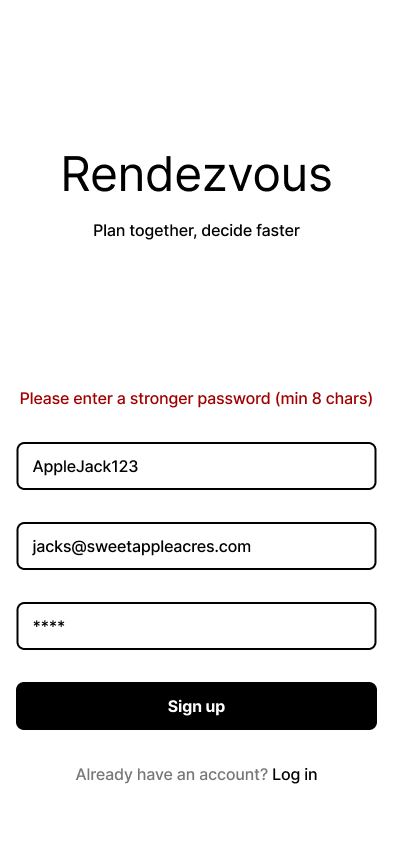 Rendezvous
Plan together, decide faster
Please enter a stronger password (min 8 chars)
AppleJack123
jacks@sweetappleacres.com
****
Sign up
Already have an account? Log in